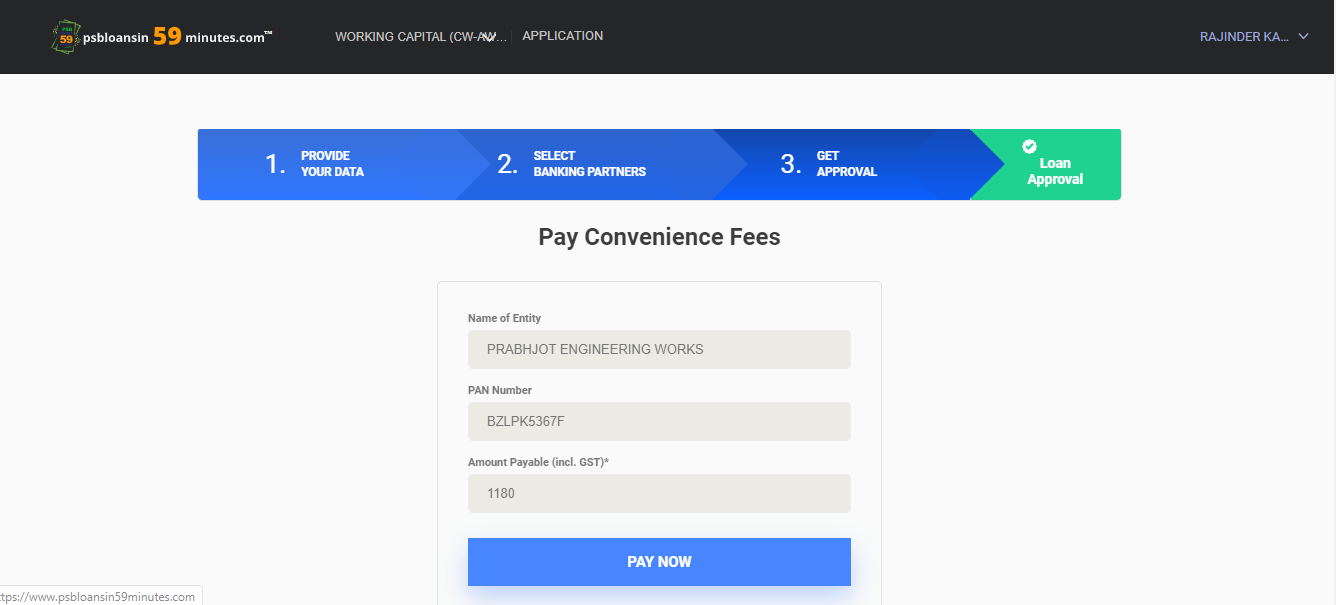 psbloansin 59 minutes.com™
WORKING CAPITAL (CW-
APPLICATION
RAJINDER KA...
1. PROVIDE
YOUR DATA
2. SELECT
BANKING PARTNERS
3. GET
APPROVAL
Loan
Approval
Pay Convenience Fees
Name of Entity
PRABHJOT ENGINEERING WORKS
PAN Number
BZLPK5367F
Amount Payable (incl. GST)*
1180
PAY NOW
ttps://www.psbloansin59minutes.com